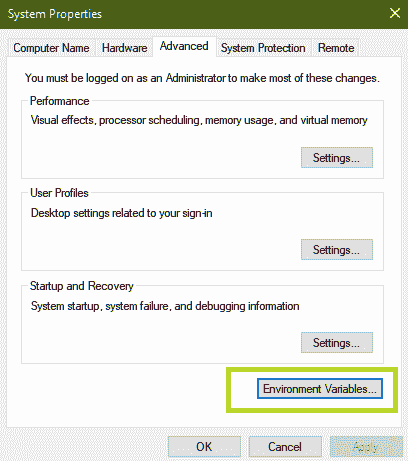 System Properties
Computer Name Hardware Advanced System Protection Remote
You must be logged on as an Administrator to make most of these changes.
Performance
Visual effects, processor scheduling, memory usage, and virtual memory
Settings...
User Profiles
Desktop settings related to your sign-in
Settings...
Startup and Recovery
System startup, system failure, and debugging information
Settings...
Environment Variables...
OK Cancel Apply